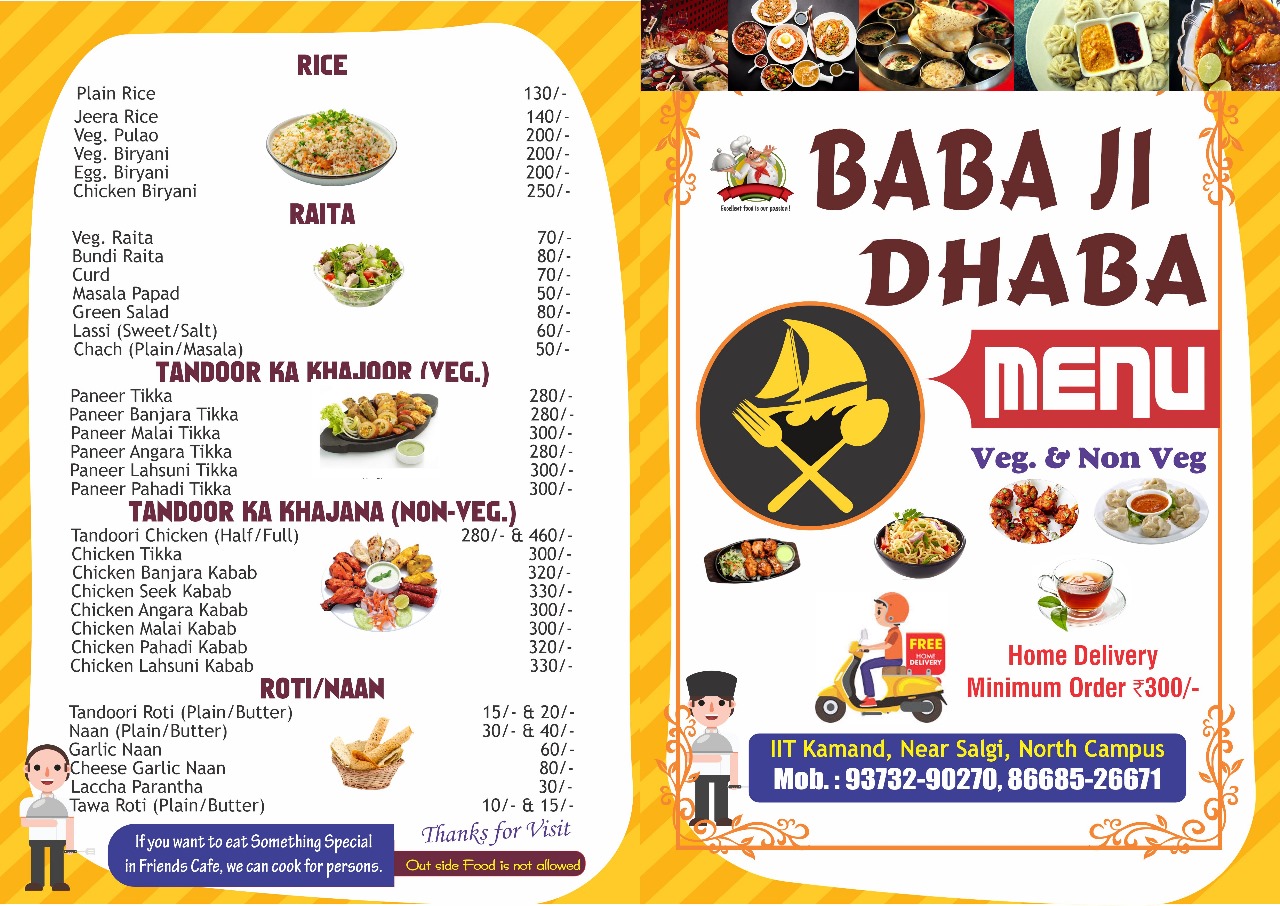 RICE
Plain Rice 130/-
Jeera Rice 140/-
Veg. Pulao 200/-
Veg. Biryani 200/-
Egg. Biryani 200/-
Chicken Biryani 250/-
RAITA
Veg. Raita 70/-
Bundi Raita 80/-
Curd 70/-
Masala Papad 50/-
Green Salad 80/-
Lassi (Sweet/Salt) 60/-
Chach (Plain/Masala) 50/-
TANDOOR KA KHAJOOR (VEG.)
Paneer Tikka 280/-
Paneer Banjara Tikka 280/-
Paneer Malai Tikka 300/-
Paneer Angara Tikka 280/-
Paneer Lahsuni Tikka 300/-
Paneer Pahadi Tikka 300/-
TANDOOR KA KHAJANA (NON-VEG.)
Tandoori Chicken (Half/Full) 280/- & 460/-
Chicken Tikka 300/-
Chicken Banjara Kabab 320/-
Chicken Seek Kabab 330/-
Chicken Angara Kabab 300/-
Chicken Malai Kabab 300/-
Chicken Pahadi Kabab 320/-
Chicken Lahsuni Kabab 330/-
ROTI/NAAN
Tandoori Roti (Plain/Butter) 15/- & 20/-
Naan (Plain/Butter) 30/- & 40/-
Garlic Naan 60/-
Cheese Garlic Naan 80/-
Laccha Parantha 30/-
Tawa Roti (Plain/Butter) 10/- & 15/-
If you want to eat Something Special
in Friends Cafe, we can cook for persons.
Thanks for Visit
Out side Food is not allowed
Excellent food is our passion!
BABA JI
DHABA
MENU
Veg. & Non Veg
FREE
HOME
DELIVERY
Home Delivery
Minimum Order ₹300/-
IIT Kamand, Near Salgi, North Campus
Mob. : 93732-90270, 86685-26671